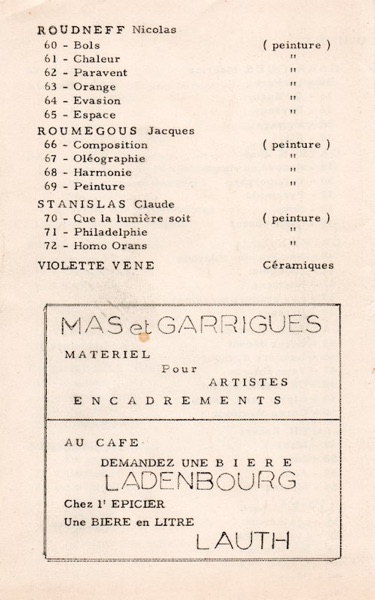 ROUDNEFF Nicolas
60 - Bols ( peinture )
61 - Chaleur "
62 - Paravent "
63 - Orange "
64 - Evasion "
65 - Espace "
ROUMEGOUS Jacques
66 - Composition ( peinture )
67 - Oléographie "
68 - Harmonie "
69 - Peinture "
STANISLAS Claude
70 - Que la lumière soit ( peinture )
71 - Philadelphie "
72 - Homo Orans "
VIOLETTE VENE Céramiques
MAS et GARRIGUES
MATERIEL
Pour
ARTISTES
ENCADREMENTS
AU CAFE
DEMANDEZ UNE BIERE
LADENBOURG
Chez l' EPICIER
Une BIERE en LITRE
LAUTH